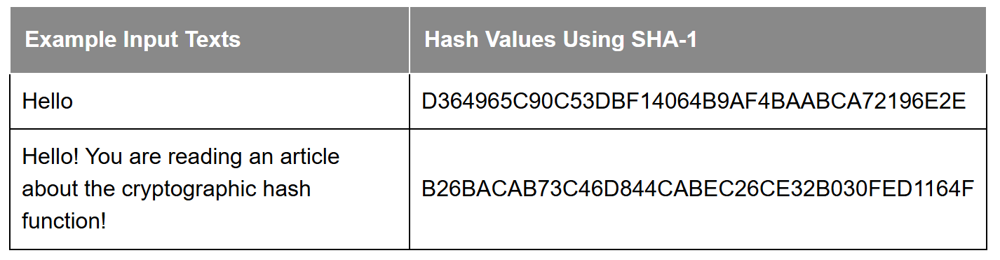 Example Input Texts
Hash Values Using SHA-1
Hello
D364965C90C53DBF14064B9AF4BAABCA72196E2E
Hello! You are reading an article
about the cryptographic hash
function!
B26BACAB73C46D844CABEC26CE32B030FED1164F